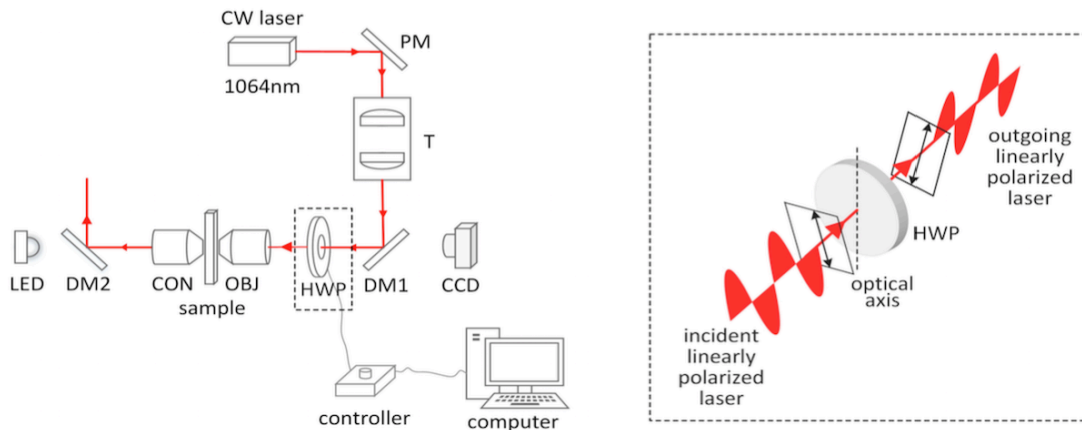 CW laser
PM
1064nm
T
LED
DM2
CON
OBJ
sample
HWP
DM1
CCD
controller
computer
outgoing
linearly
polarized
laser
HWP
optical
axis
incident
linearly
polarized
laser